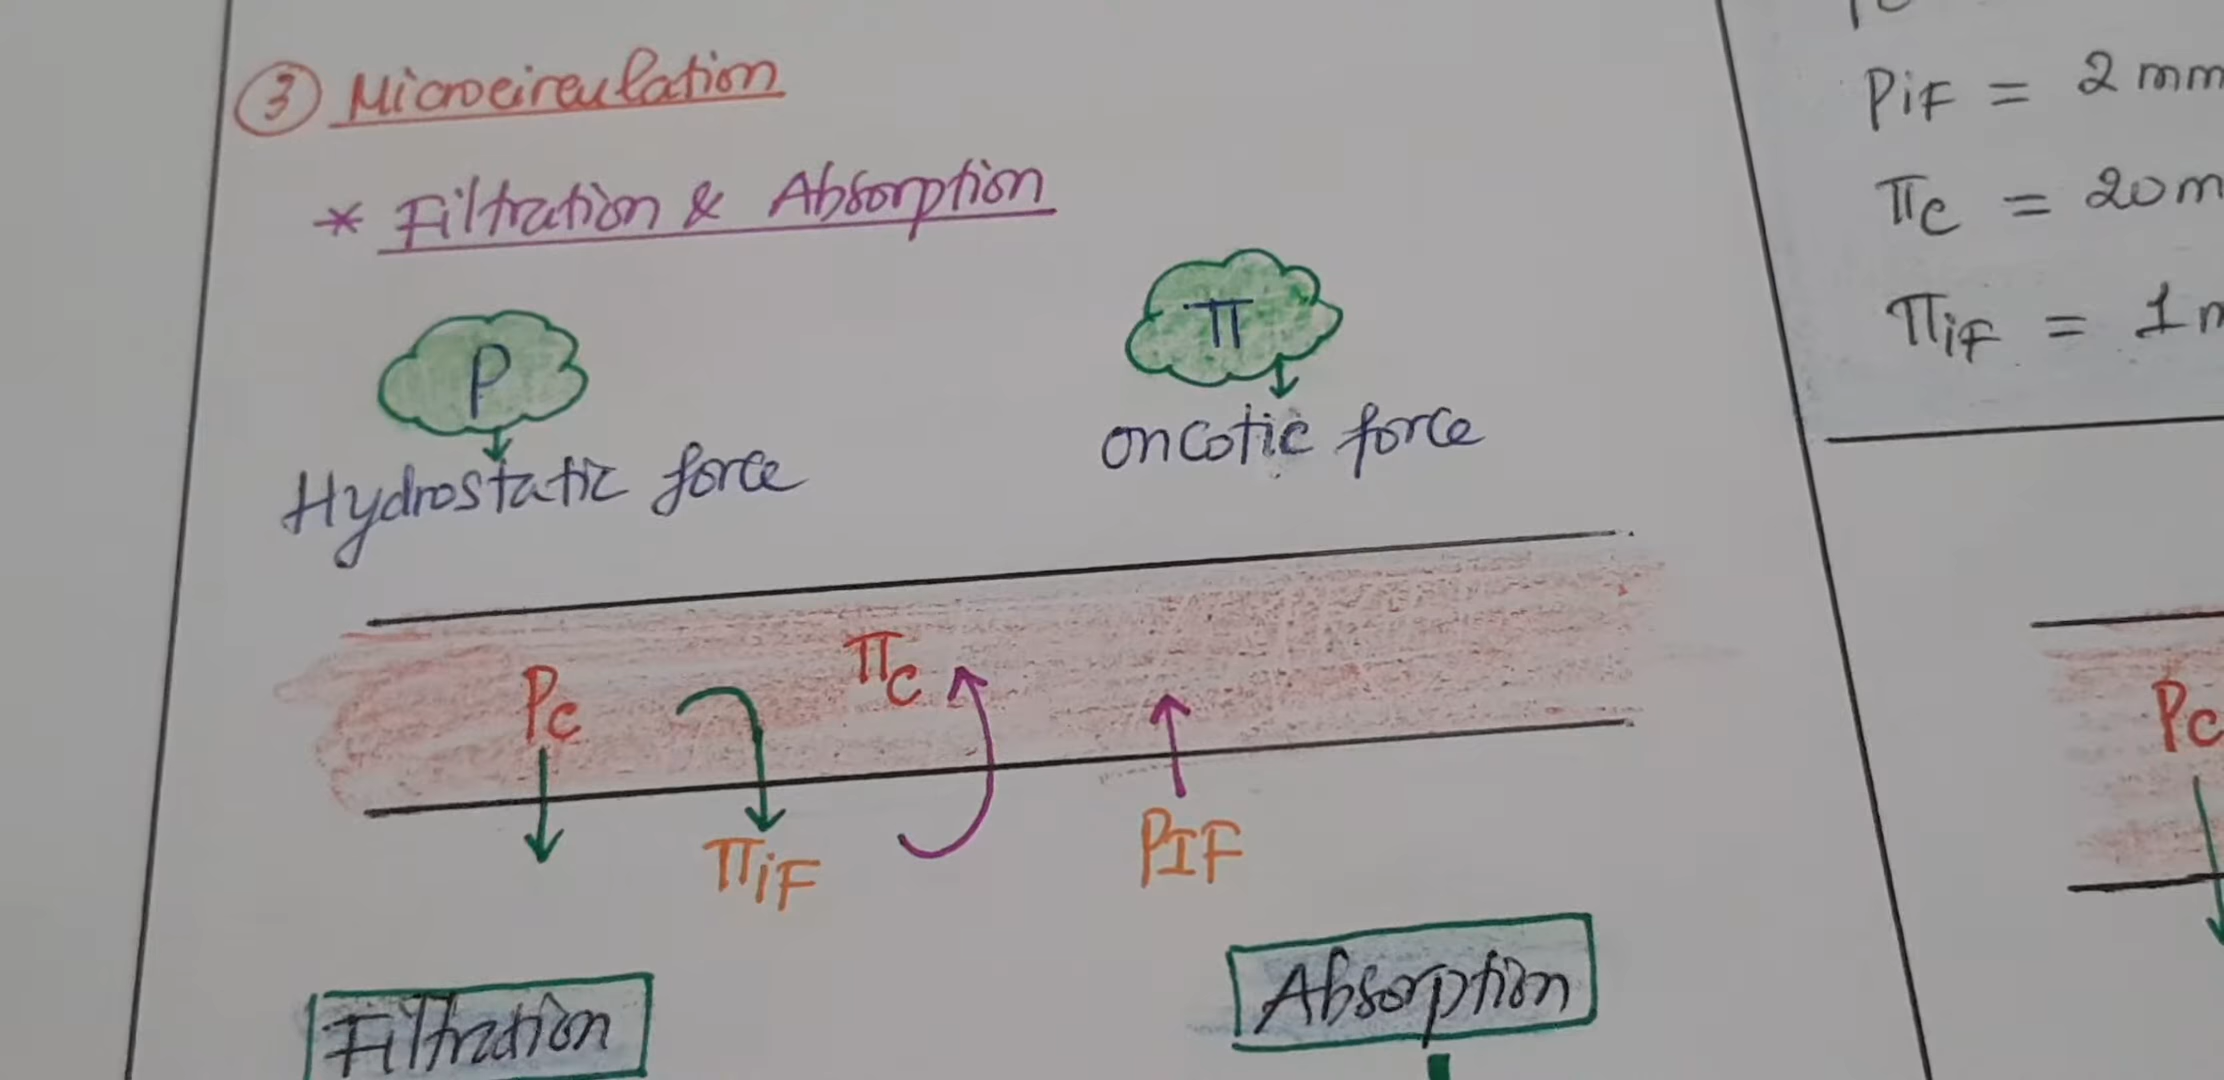 3 Microcirculation
* Filtration & Absorption
P
Hydrostatic force
π
oncotic force
Pc
πc
πiF
PIF
Filtration
Absorption
PiF = 2 mm
πc = 20m
πiF = 1
Pc